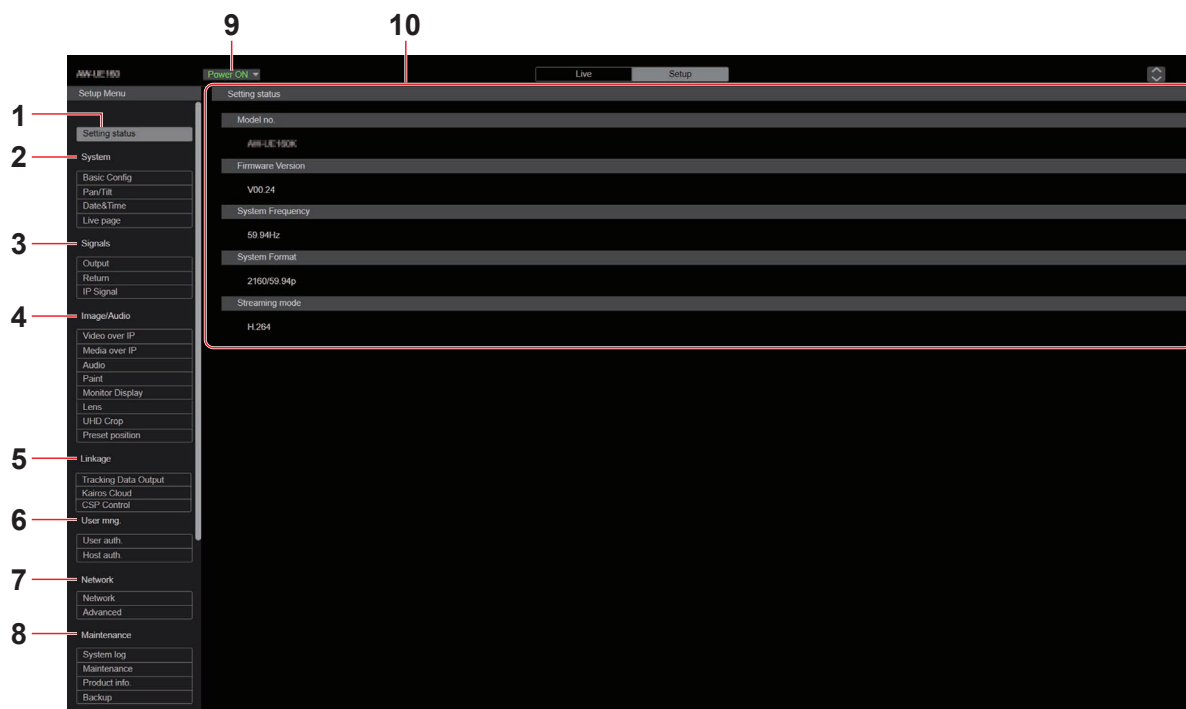 9 10
AW-UE160 Power ON Live Setup
Setup Menu
Setting status
Model no.
1
Setting status
AW-UE150K
2
System
Firmware Version
Basic Config
V00.24
Pan/Tilt
Date&Time
System Frequency
Live page
59.94Hz
3
Signals
System Format
Output
Return
2160/59.94p
IP Signal
Streaming mode
4
Image/Audio
H.264
Video over IP
Media over IP
Audio
Paint
Monitor Display
Lens
UHD Crop
Preset position
5
Linkage
Tracking Data Output
Kairos Cloud
CSP Control
6
User mng.
User auth.
Host auth.
7
Network
Network
Advanced
8
Maintenance
System log
Maintenance
Product info.
Backup